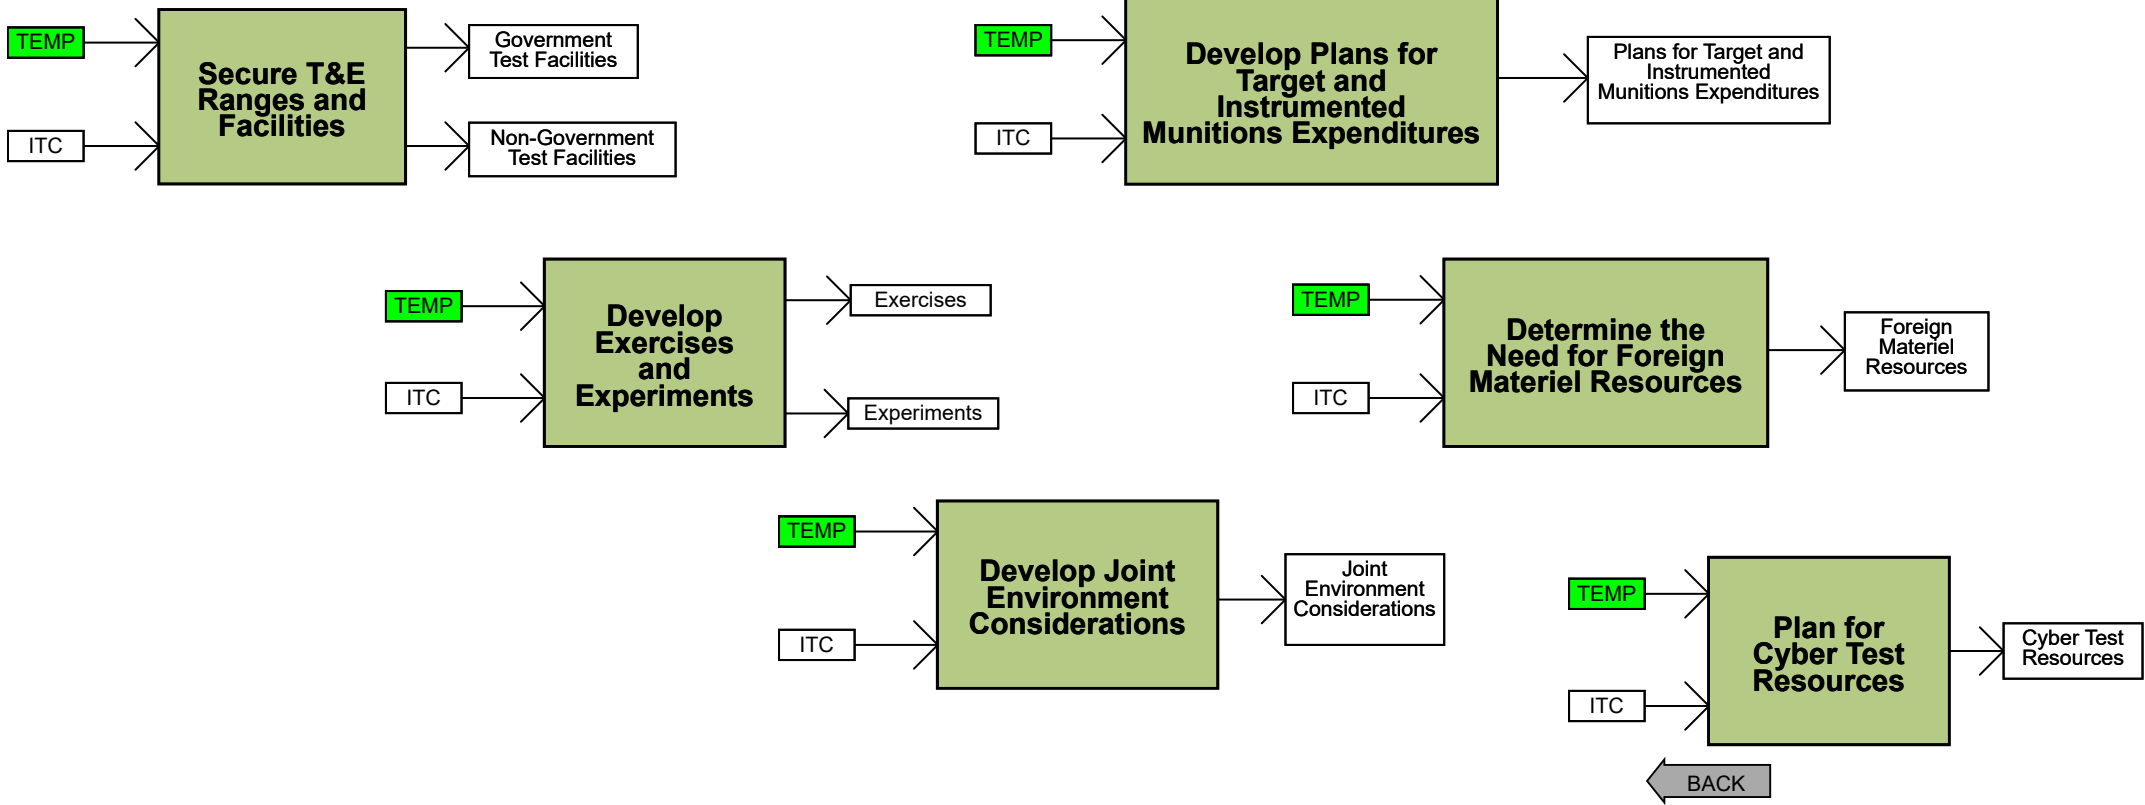 TEMP
ITC
Secure T&E
Ranges and
Facilities
Government
Test Facilities
Non-Government
Test Facilities
TEMP
ITC
Develop Plans for
Target and
Instrumented
Munitions Expenditures
Plans for Target and
Instrumented
Munitions Expenditures
TEMP
ITC
Develop
Exercises
and
Experiments
Exercises
Experiments
TEMP
ITC
Determine the
Need for Foreign
Materiel Resources
Foreign
Materiel
Resources
TEMP
ITC
Develop Joint
Environment
Considerations
Joint
Environment
Considerations
TEMP
ITC
Plan for
Cyber Test
Resources
Cyber Test
Resources
BACK